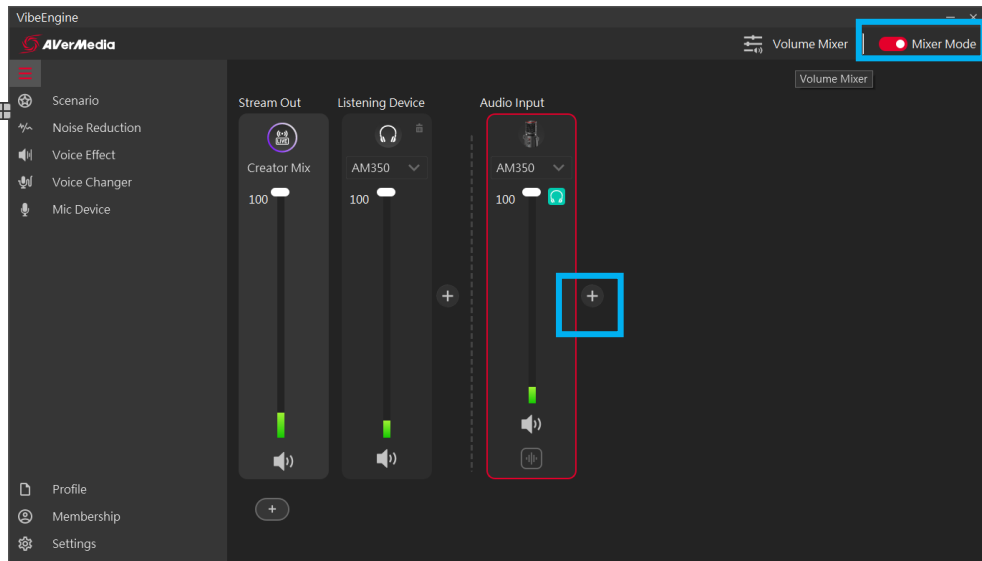 VibeEngine
AVerMedia
Volume Mixer
Mixer Mode
Volume Mixer
Scenario
Noise Reduction
Voice Effect
Voice Changer
Mic Device
Profile
Membership
Settings
Stream Out
Listening Device
Audio Input
LIVE
Creator Mix
AM350
AM350
100
100
100